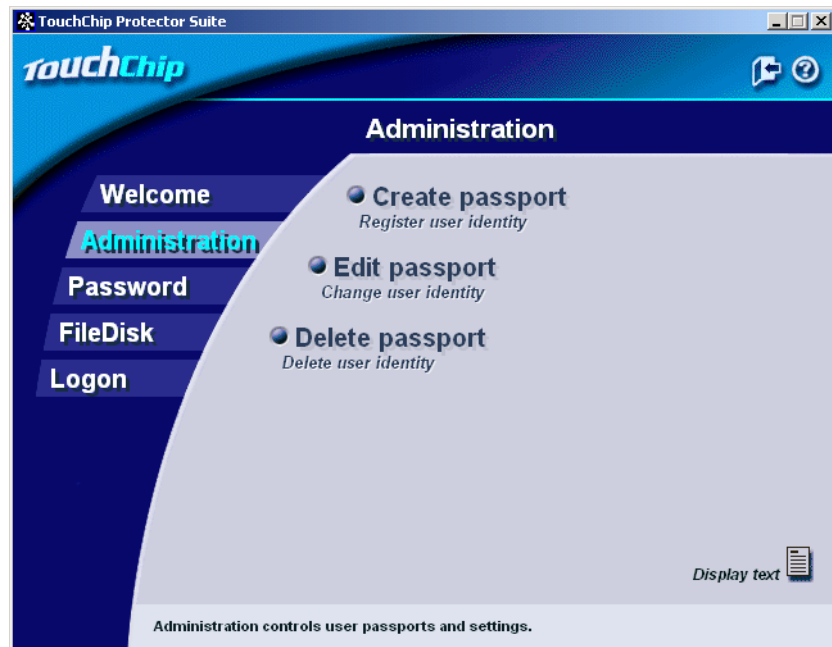 TouchChip Protector Suite
TouchChip
Administration
Welcome
Administration
Password
FileDisk
Logon
Create passport
Register user identity
Edit passport
Change user identity
Delete passport
Delete user identity
Display text
Administration controls user passports and settings.